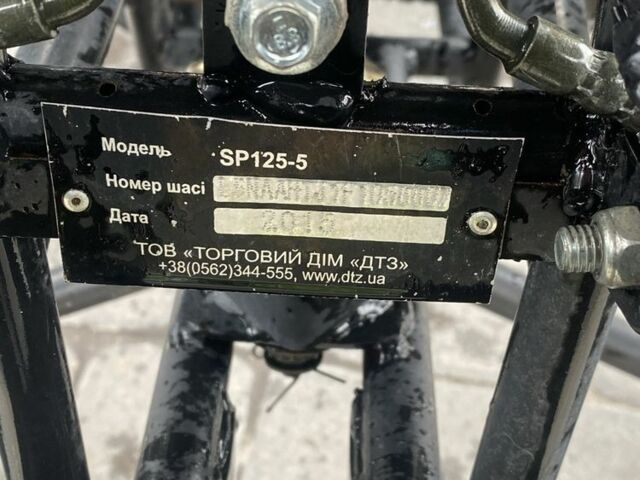 Модель SP125-5
Номер шасі
Дата
ТОВ «ТОРГОВИЙ ДІМ «ДТЗ»
+38(0562)344-555, www.dtz.ua